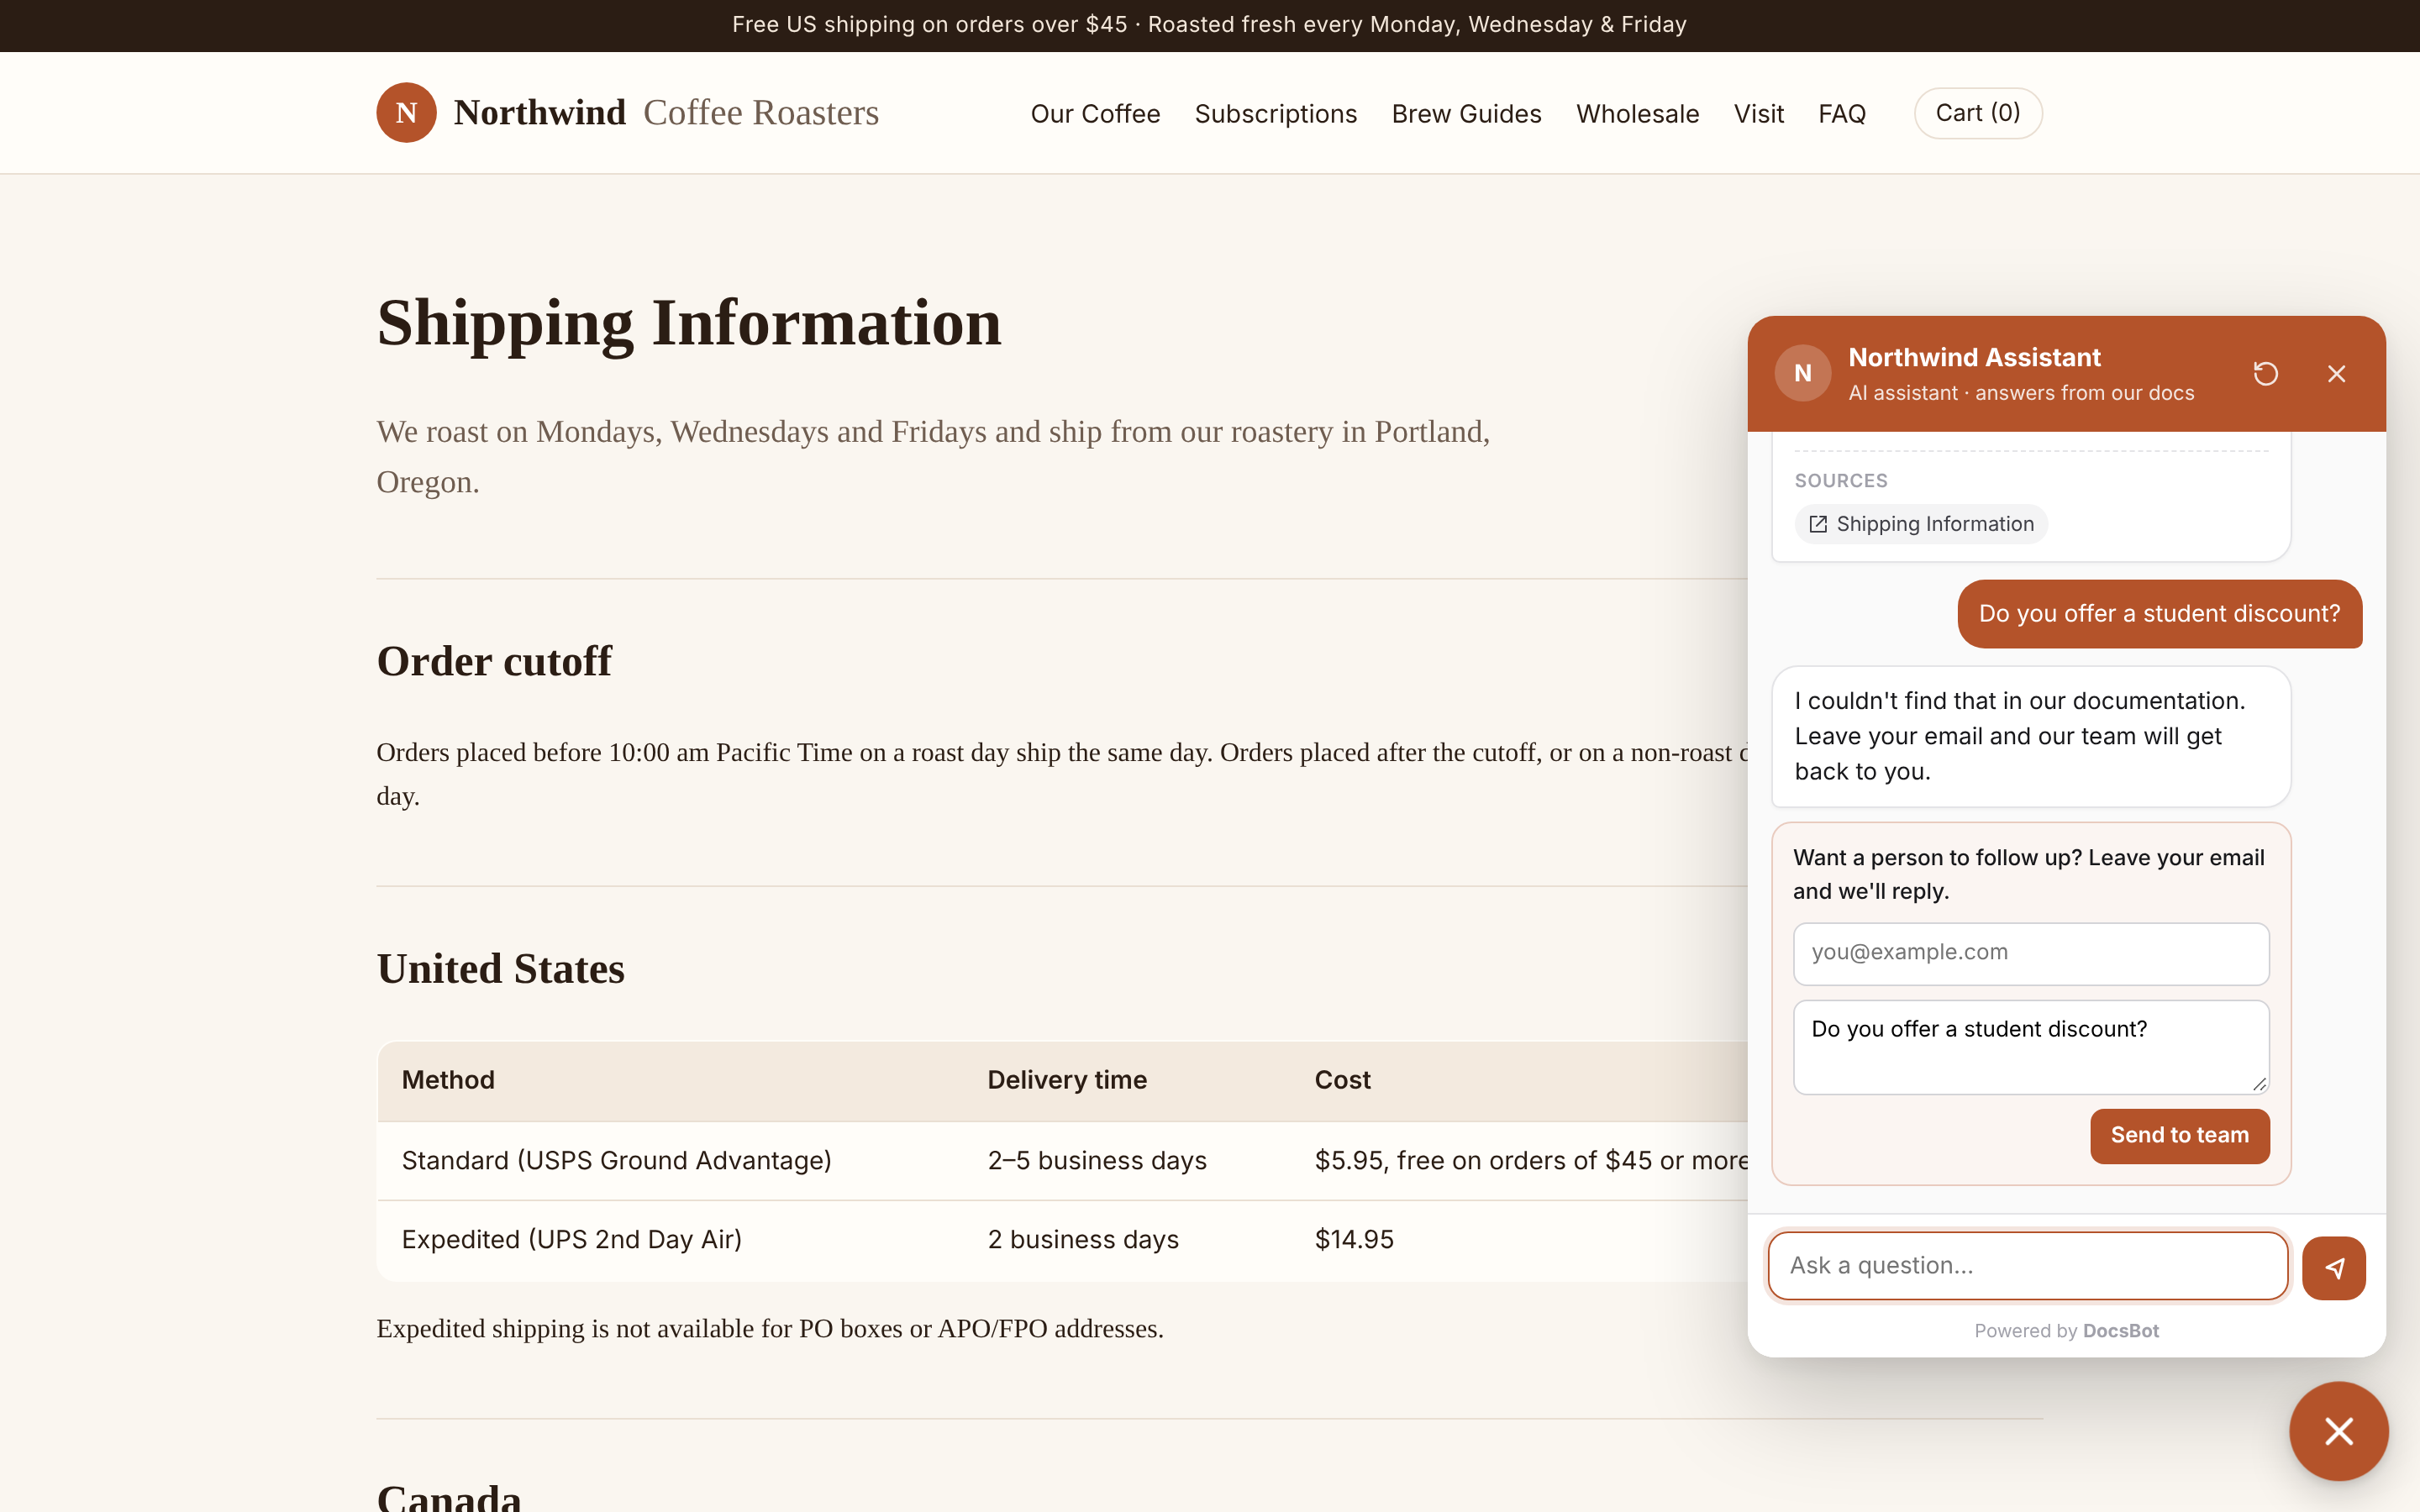 Free US shipping on orders over $45 · Roasted fresh every Monday, Wednesday & Friday
N Northwind Coffee Roasters
Our Coffee Subscriptions Brew Guides Wholesale Visit FAQ Cart (0)
Shipping Information
We roast on Mondays, Wednesdays and Fridays and ship from our roastery in Portland,
Oregon.
Order cutoff
Orders placed before 10:00 am Pacific Time on a roast day ship the same day. Orders placed after the cutoff, or on a non-roast
day.
United States
Method Delivery time Cost
Standard (USPS Ground Advantage) 2–5 business days $5.95, free on orders of $45 or more
Expedited (UPS 2nd Day Air) 2 business days $14.95
Expedited shipping is not available for PO boxes or APO/FPO addresses.
Canada
N
Northwind Assistant
AI assistant · answers from our docs
SOURCES
Shipping Information
Do you offer a student discount?
I couldn't find that in our documentation.
Leave your email and our team will get
back to you.
Want a person to follow up? Leave your email
and we'll reply.
you@example.com
Do you offer a student discount?
Send to team
Ask a question...
Powered by DocsBot